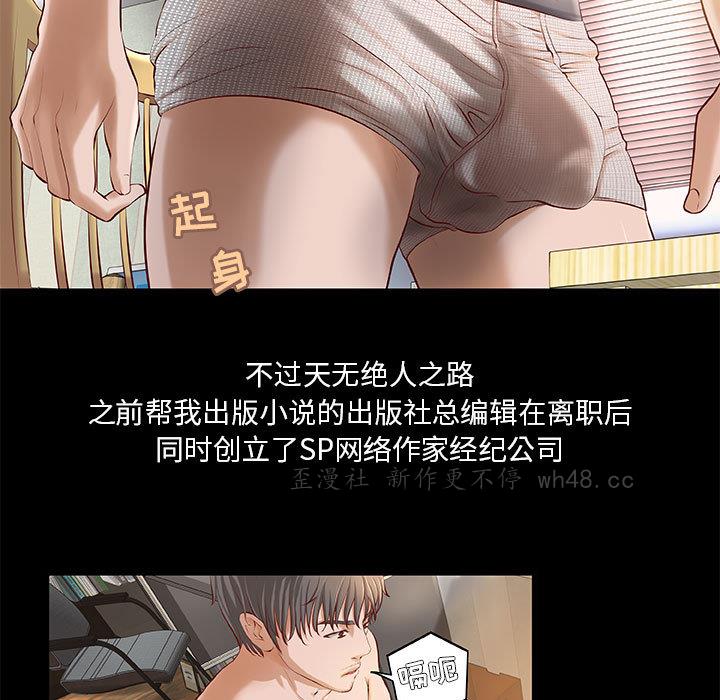 起身
不过天无绝人之路
之前帮我出版小说的出版社总编辑在离职后
同时创立了SP网络作家经纪公司
歪漫社 新作更不停 wh48.cc
嗝呃